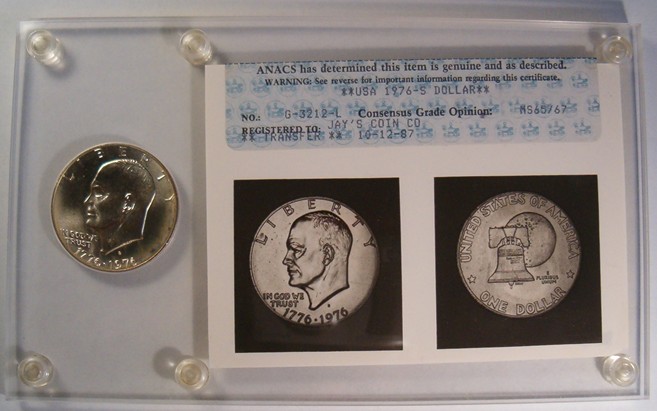 ANACS has determined this item is genuine and as described.
WARNING: See reverse for important information regarding this certificate.
**USA 1976-S DOLLAR**
NO.: G-3212-L Consensus Grade Opinion: MS65/67
REGISTERED TO: JAY'S COIN CO
** TRANSFER ** 10-12-87
LIBERTY
IN GOD WE
TRUST
S
1776-1976
LIBERTY
IN GOD WE
TRUST
S
1776·1976
UNITED STATES OF AMERICA
E
PLURIBUS
UNUM
ONE DOLLAR